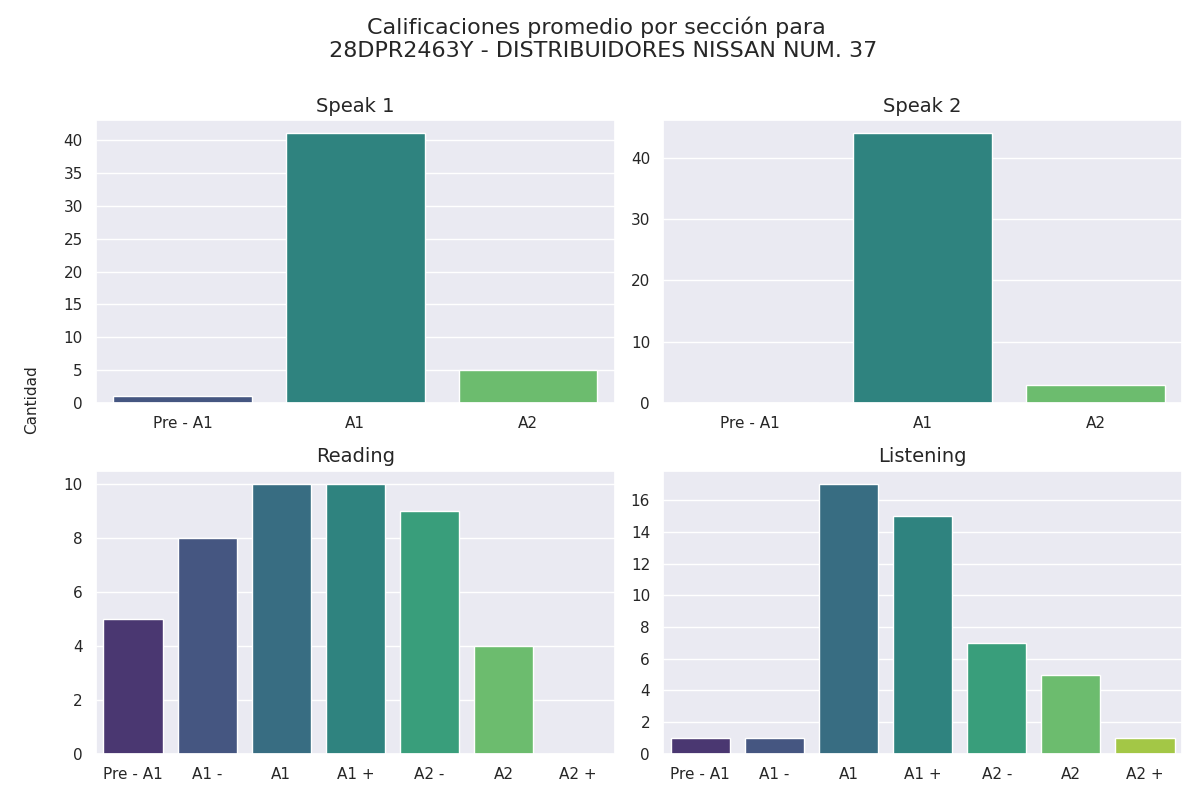 Calificaciones promedio por sección para
28DPR2463Y - DISTRIBUIDORES NISSAN NUM. 37
Cantidad
Speak 1
40
35
30
25
20
15
10
5
0
Pre - A1 A1 A2
Speak 2
40
30
20
10
0
Pre - A1 A1 A2
Reading
10
8
6
4
2
0
Pre - A1 A1 - A1 A1 + A2 - A2 A2 +
Listening
16
14
12
10
8
6
4
2
0
Pre - A1 A1 - A1 A1 + A2 - A2 A2 +